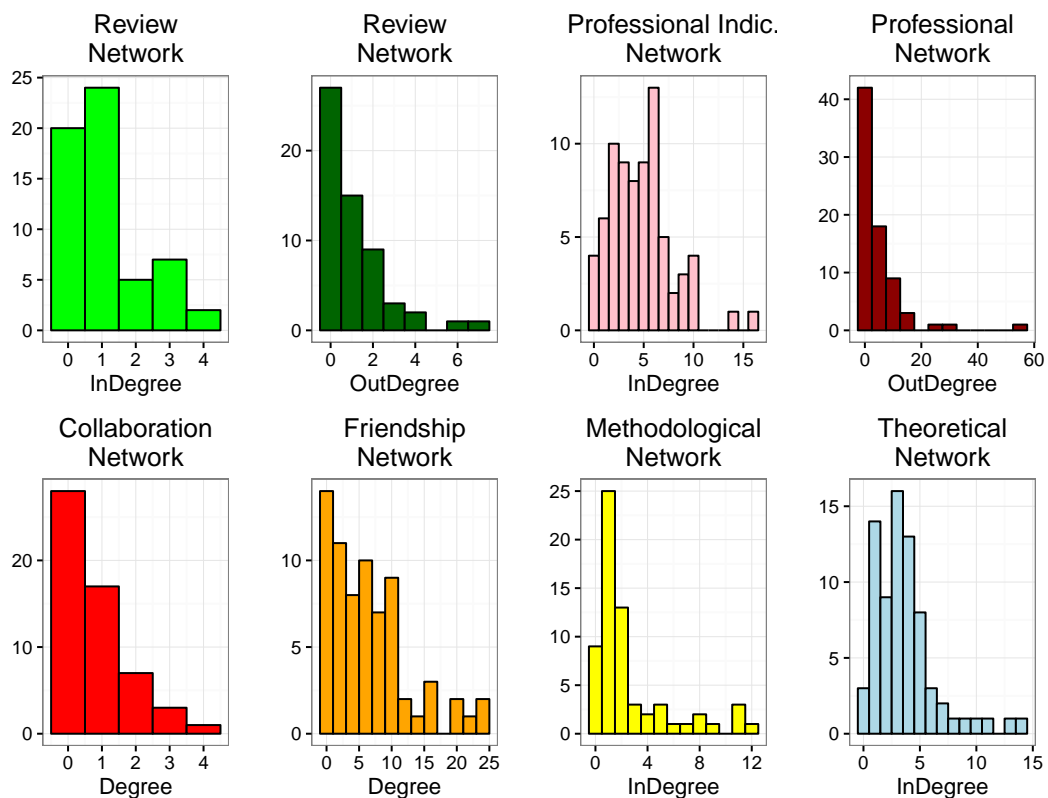 Review
Network
25
20
15
10
5
0
0 1 2 3 4
InDegree
Review
Network
20
10
0
0 2 4 6
OutDegree
Professional Indic.
Network
10
5
0
0 5 10 15
InDegree
Professional
Network
40
30
20
10
0
0 20 40 60
OutDegree
Collaboration
Network
20
10
0
0 1 2 3 4
Degree
Friendship
Network
10
5
0
0 5 10 15 20 25
Degree
Methodological
Network
25
20
15
10
5
0
0 4 8 12
InDegree
Theoretical
Network
15
10
5
0
0 5 10 15
InDegree